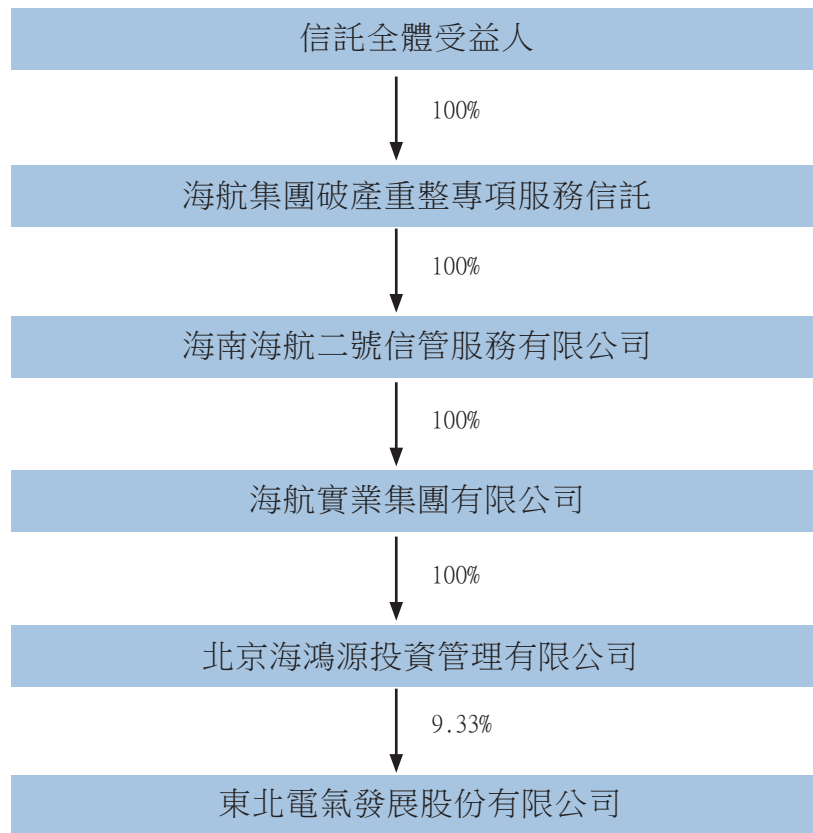 信託全體受益人
100%
海航集團破產重整專項服務信託
100%
海南海航二號信管服務有限公司
100%
海航實業集團有限公司
100%
北京海鴻源投資管理有限公司
9.33%
東北電氣發展股份有限公司